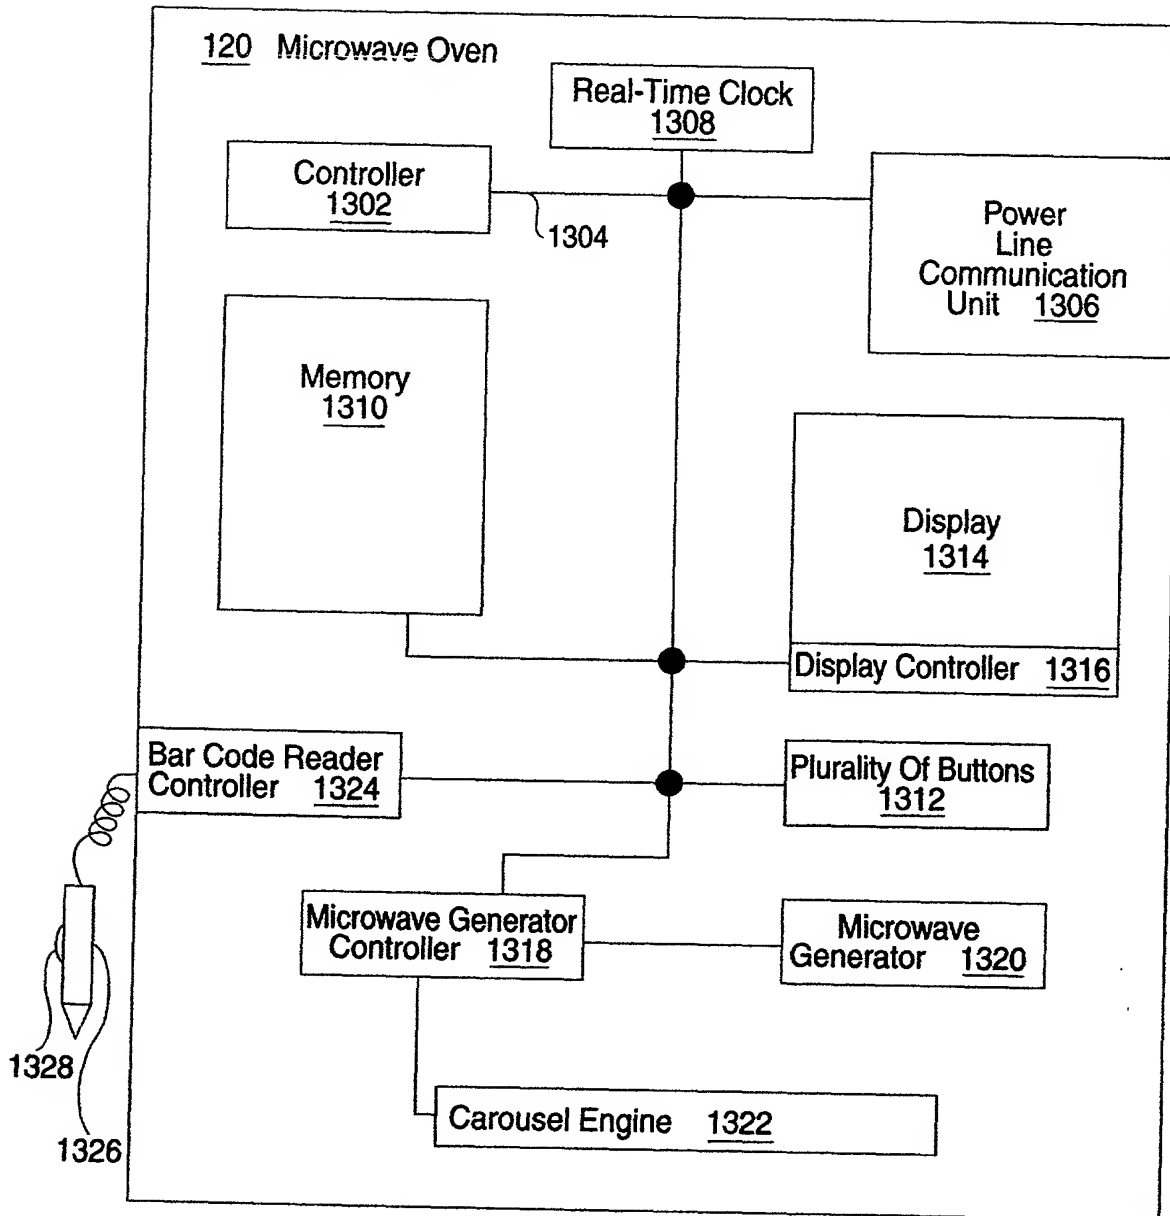 120 Microwave Oven
Real-Time Clock
1308
Controller
1302
1304
Power
Line
Communication
Unit 1306
Memory
1310
Display
1314
Display Controller 1316
Bar Code Reader
Controller 1324
Plurality Of Buttons
1312
Microwave Generator
Controller 1318
Microwave
Generator 1320
1328
1326
Carousel Engine 1322